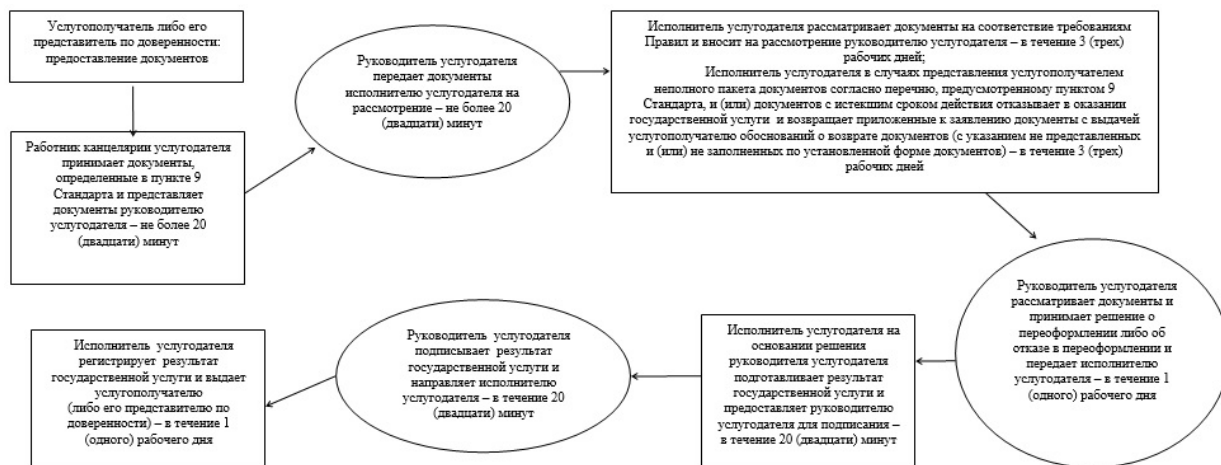 Услугополучатель либо его
представитель по доверенности:
предоставление документов
Работник канцелярии услугодателя
принимает документы,
определенные в пункте 9
Стандарта и представляет
документы руководителю
услугодателя – не более 20
(двадцати) минут
Руководитель услугодателя
передает документы
исполнителю услугодателя на
рассмотрение – не более 20
(двадцати) минут
Исполнитель услугодателя рассматривает документы на соответствие требованиям
Правил и вносит на рассмотрение руководителю услугодателя – в течение 3 (трех)
рабочих дней;
Исполнитель услугодателя в случаях представления услугополучателем
неполного пакета документов согласно перечню, предусмотренному пунктом 9
Стандарта, и (или) документов с истекшим сроком действия отказывает в оказании
государственной услуги и возвращает приложенные к заявлению документы с выдачей
услугополучателю обоснований о возврате документов (с указанием не представленных
и (или) не заполненных по установленной форме документов) – в течение 3 (трех)
рабочих дней
Руководитель услугодателя
рассматривает документы и
принимает решение о
переоформлении либо об
отказе в переоформлении и
передает исполнителю
услугодателя – в течение 1
(одного) рабочего дня
Исполнитель услугодателя на
основании решения
руководителя услугодателя
подготавливает результат
государственной услуги и
предоставляет руководителю
услугодателя для подписания –
в течение 20 (двадцати) минут
Руководитель услугодателя
подписывает результат
государственной услуги и
направляет исполнителю
услугодателя – в течение 20
(двадцати) минут
Исполнитель услугодателя
регистрирует результат
государственной услуги и выдает
услугополучателю
(либо его представителю по
доверенности) – в течение 1
(одного) рабочего дня